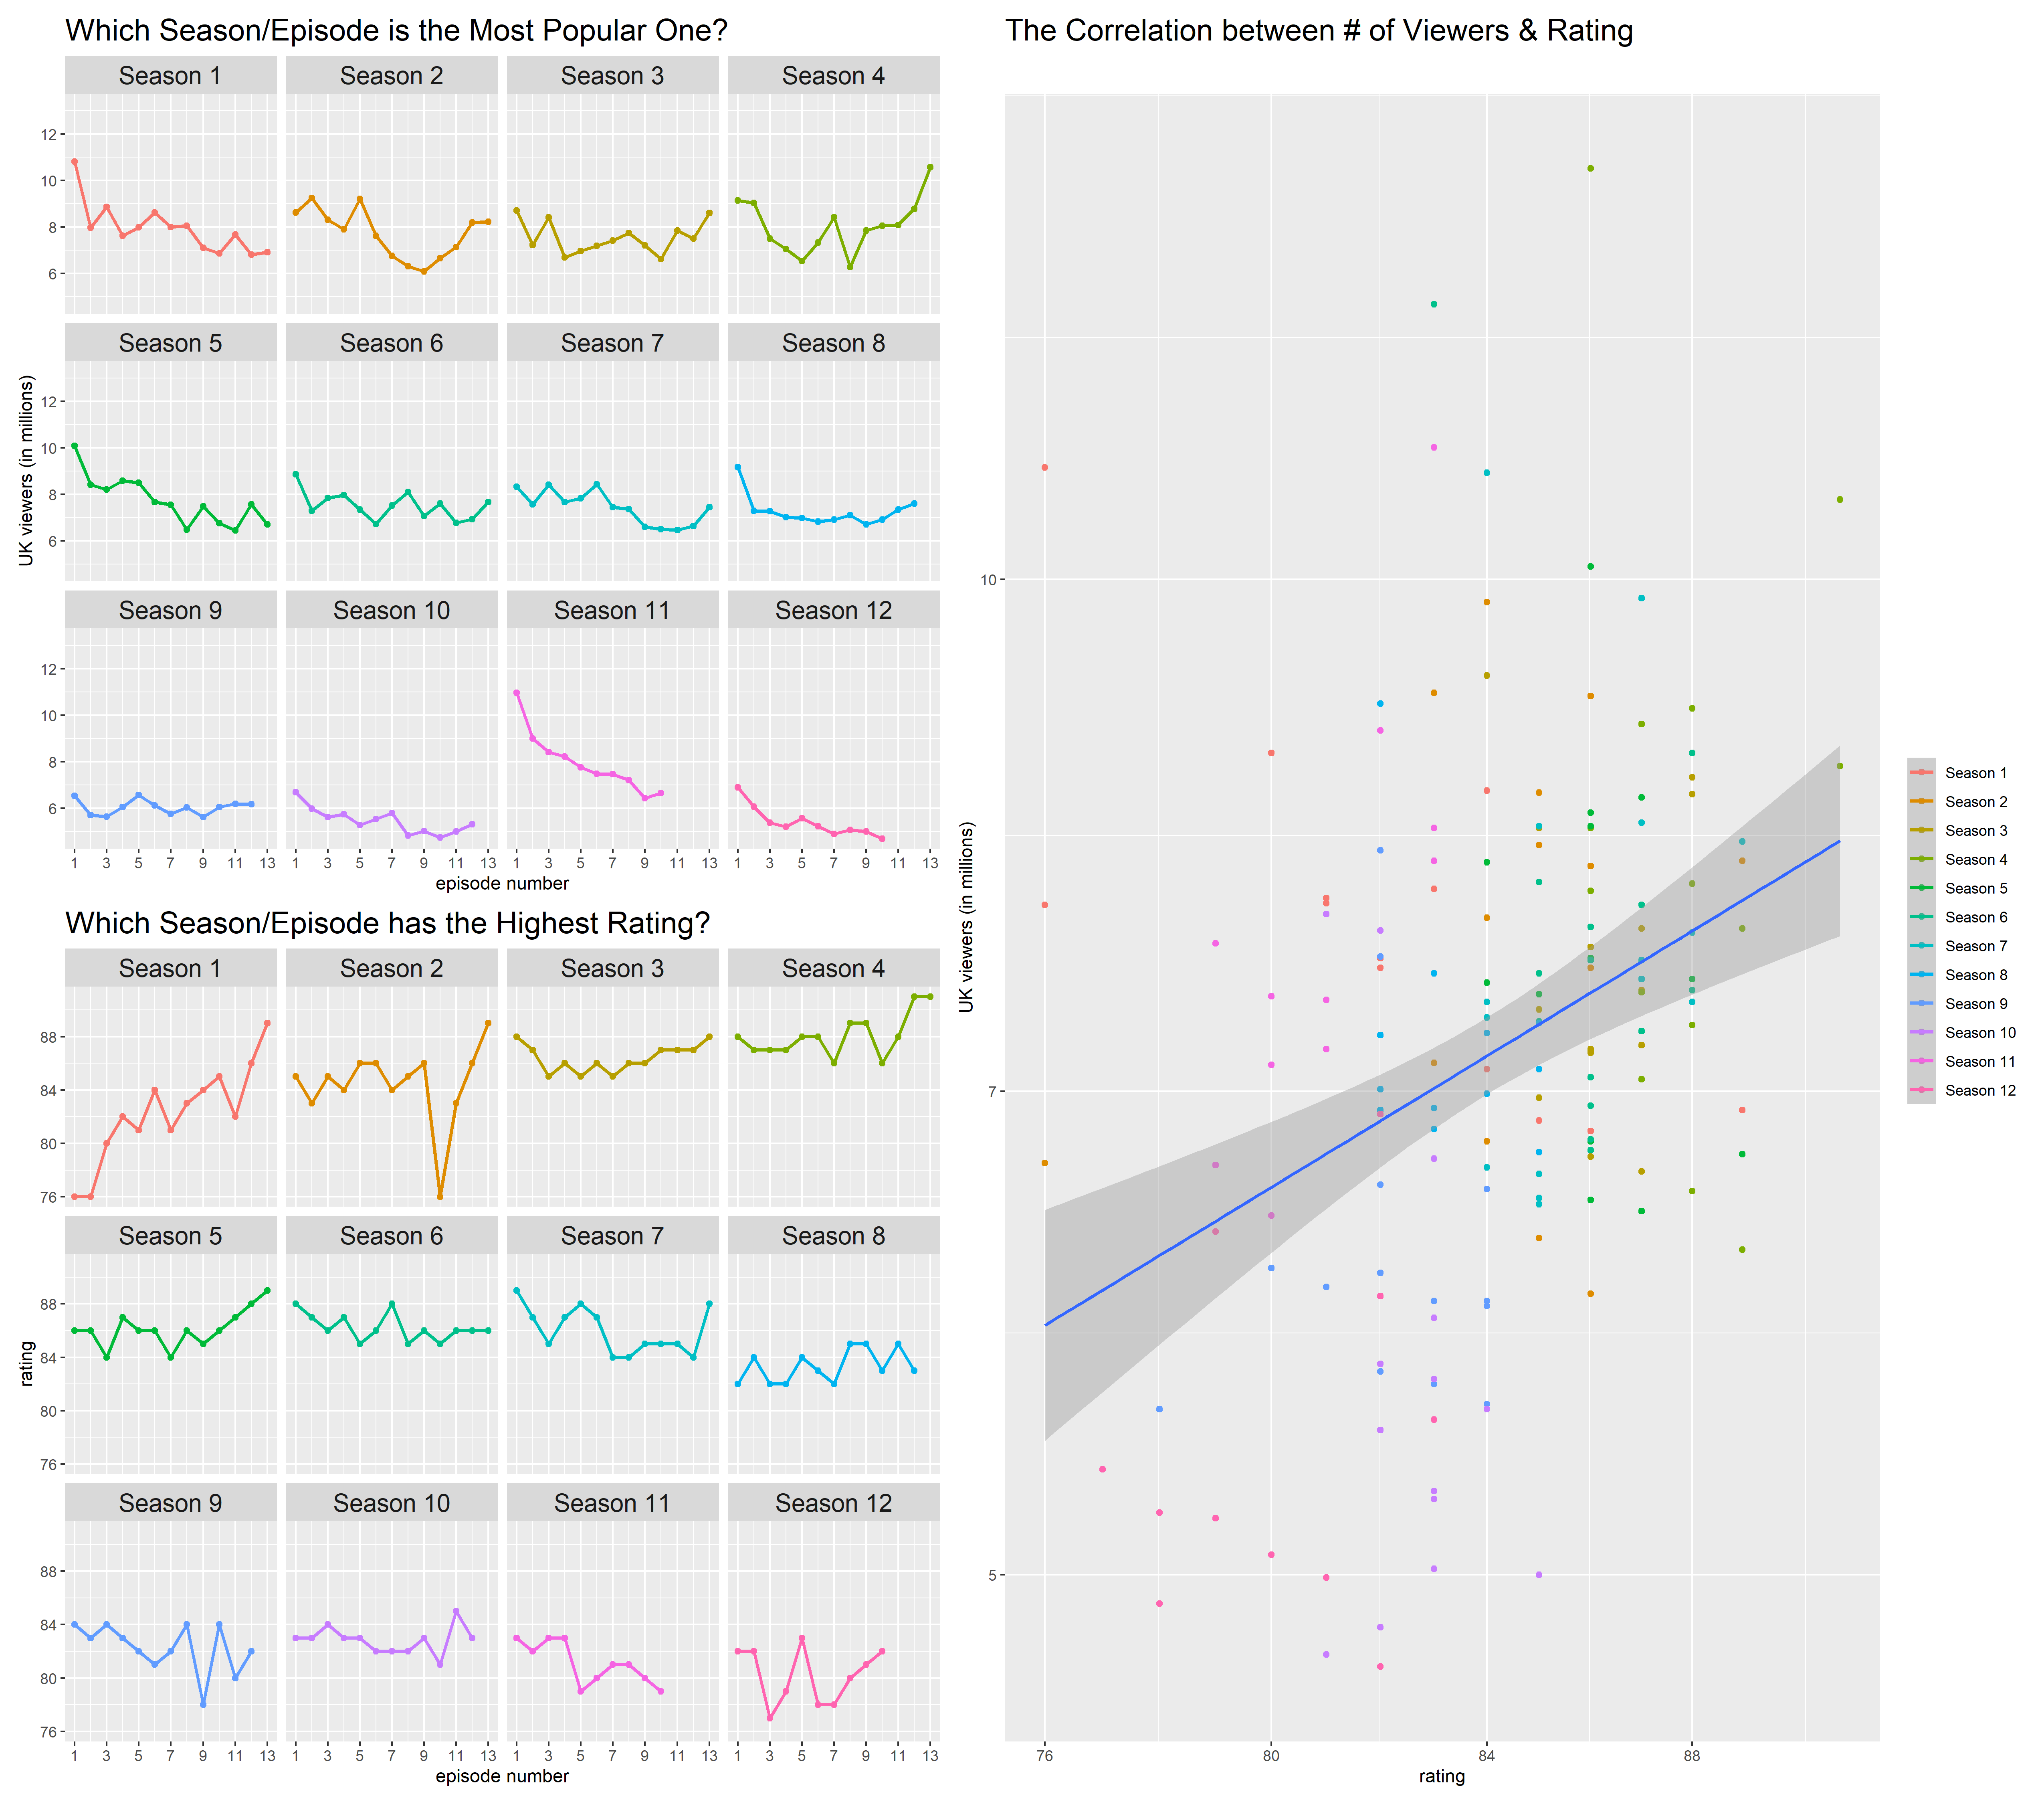 Which Season/Episode is the Most Popular One?
Season 1 Season 2 Season 3 Season 4
12
10
8
6
Season 5 Season 6 Season 7 Season 8
UK viewers (in millions)
12
10
8
6
Season 9 Season 10 Season 11 Season 12
12
10
8
6
1 3 5 7 9 11 13 1 3 5 7 9 11 13 1 3 5 7 9 11 13 1 3 5 7 9 11 13
episode number
Which Season/Episode has the Highest Rating?
Season 1 Season 2 Season 3 Season 4
88
84
80
76
Season 5 Season 6 Season 7 Season 8
rating
88
84
80
76
Season 9 Season 10 Season 11 Season 12
88
84
80
76
1 3 5 7 9 11 13 1 3 5 7 9 11 13 1 3 5 7 9 11 13 1 3 5 7 9 11 13
episode number
The Correlation between # of Viewers & Rating
UK viewers (in millions)
10
7
5
76 80 84 88
rating
Season 1
Season 2
Season 3
Season 4
Season 5
Season 6
Season 7
Season 8
Season 9
Season 10
Season 11
Season 12